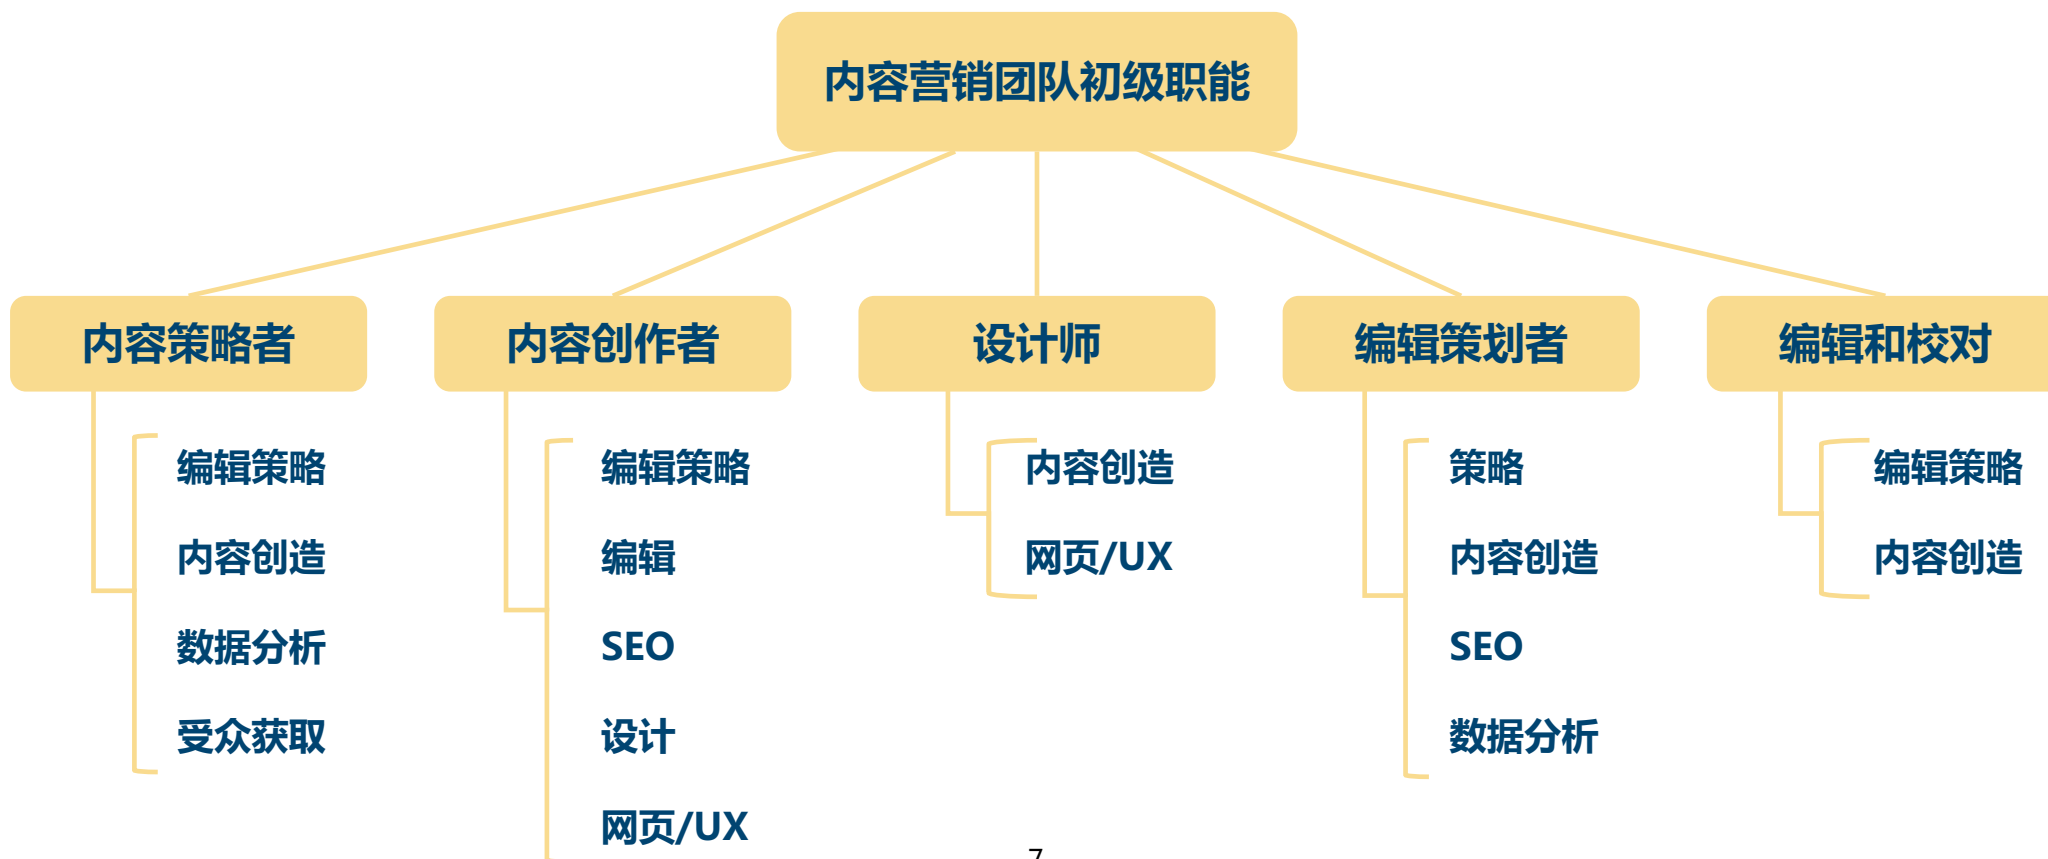 内容营销团队初级职能
内容策略者
编辑策略
内容创造
数据分析
受众获取
内容创作者
编辑策略
编辑
SEO
设计
网页/UX
设计师
内容创造
网页/UX
编辑策划者
策略
内容创造
SEO
数据分析
编辑和校对
编辑策略
内容创造
7